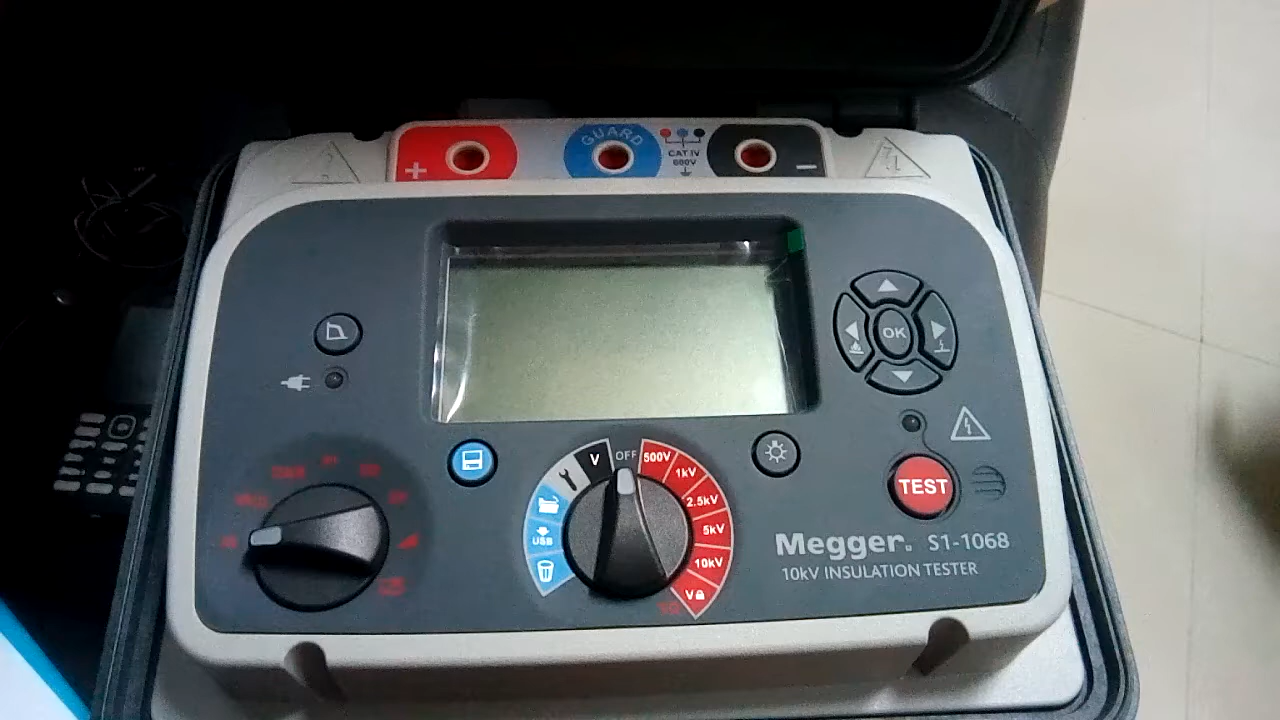 GUARD
CAT IV
600V
+
−
OK
TEST
OFF
V
500V
1kV
2.5kV
5kV
10kV
V
USB
Megger. S1-1068
10kV INSULATION TESTER